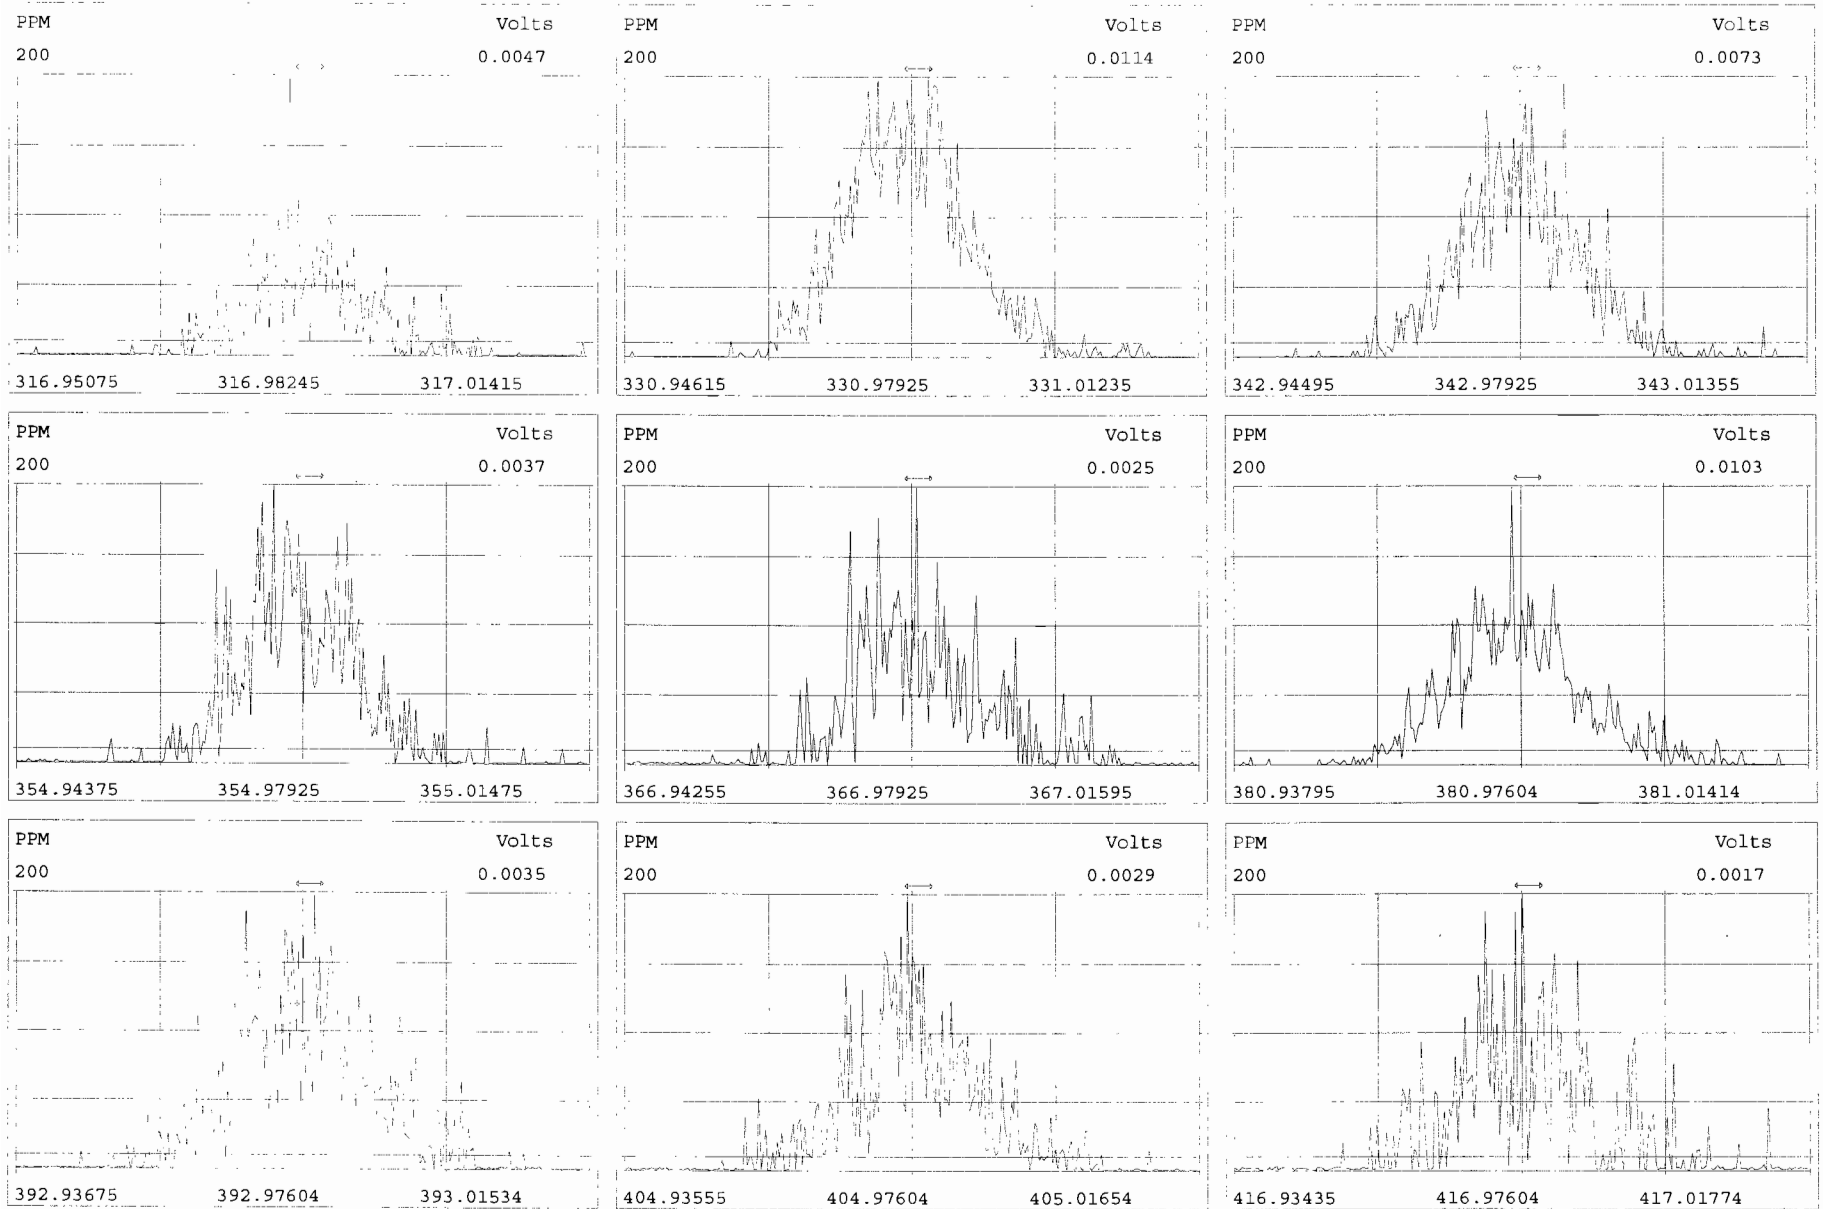 PPM Volts
200 0.0047
316.95075 316.98245 317.01415
PPM Volts
200 0.0114
330.94615 330.97925 331.01235
PPM Volts
200 0.0073
342.94495 342.97925 343.01355
PPM Volts
200 0.0037
354.94375 354.97925 355.01475
PPM Volts
200 0.0025
366.94255 366.97925 367.01595
PPM Volts
200 0.0103
380.93795 380.97604 381.01414
PPM Volts
200 0.0035
392.93675 392.97604 393.01534
PPM Volts
200 0.0029
404.93555 404.97604 405.01654
PPM Volts
200 0.0017
416.93435 416.97604 417.01774